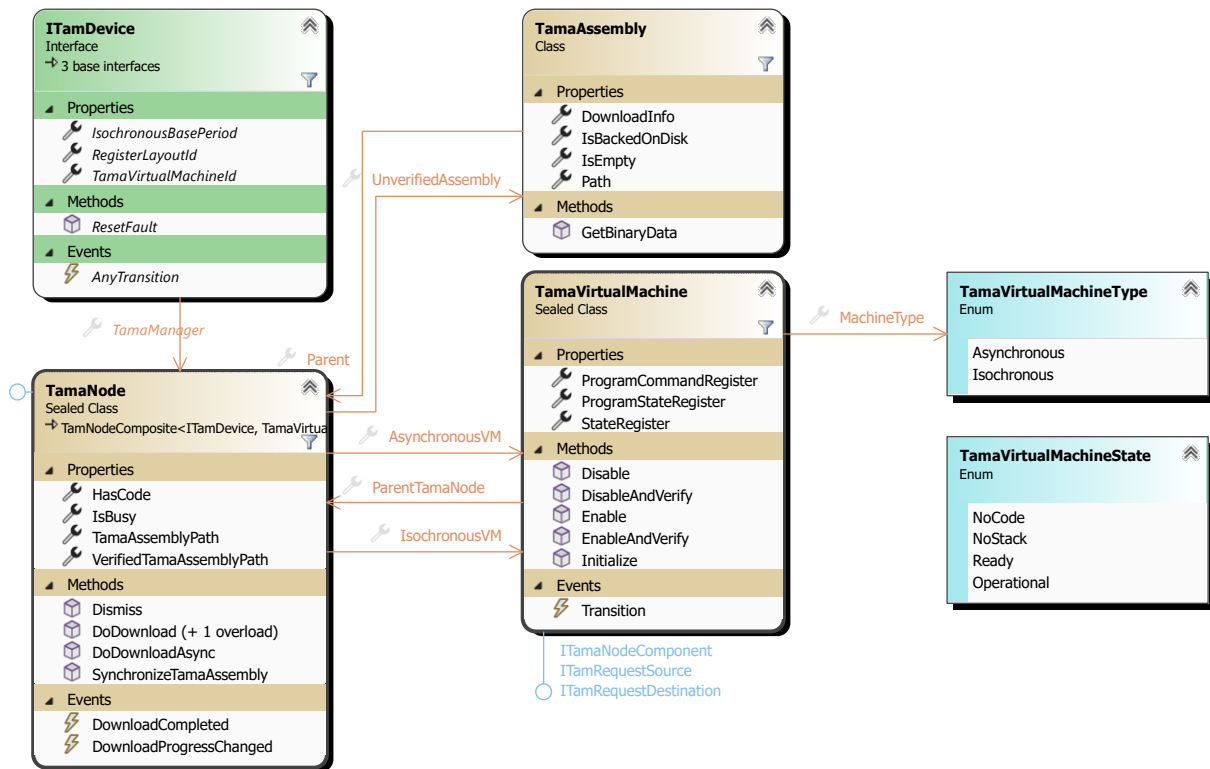 ITamDevice
Interface
3 base interfaces
Properties
IsochronousBasePeriod
RegisterLayoutId
TamaVirtualMachineId
Methods
ResetFault
Events
AnyTransition
TamaManager
TamaAssembly
Class
Properties
DownloadInfo
IsBackedOnDisk
IsEmpty
Path
Methods
GetBinaryData
UnverifiedAssembly
Parent
TamaNode
Sealed Class
TamNodeComposite<ITamDevice, TamaVirtua
Properties
HasCode
IsBusy
TamaAssemblyPath
VerifiedTamaAssemblyPath
Methods
Dismiss
DoDownload (+ 1 overload)
DoDownloadAsync
SynchronizeTamaAssembly
Events
DownloadCompleted
DownloadProgressChanged
AsynchronousVM
ParentTamaNode
IsochronousVM
TamaVirtualMachine
Sealed Class
Properties
ProgramCommandRegister
ProgramStateRegister
StateRegister
Methods
Disable
DisableAndVerify
Enable
EnableAndVerify
Initialize
Events
Transition
ITamaNodeComponent
ITamRequestSource
ITamRequestDestination
MachineType
TamaVirtualMachineType
Enum
Asynchronous
Isochronous
TamaVirtualMachineState
Enum
NoCode
NoStack
Ready
Operational